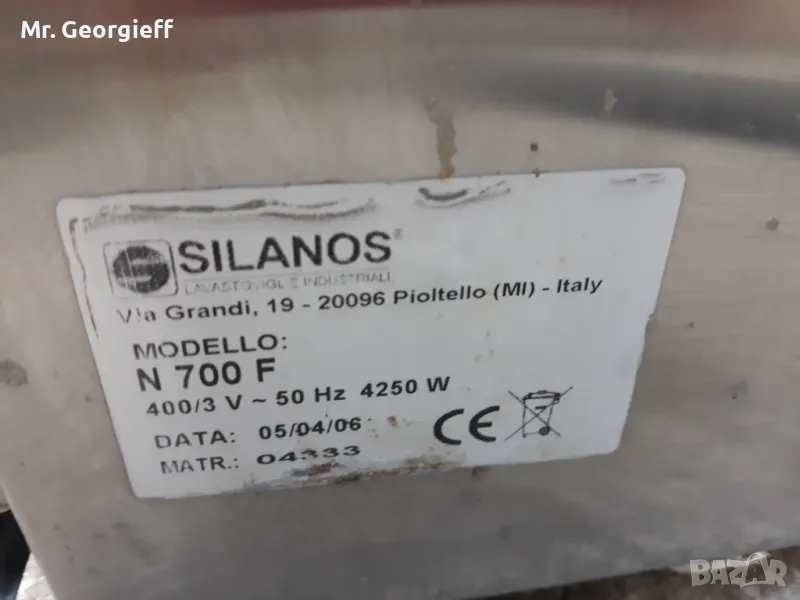 Mr. Georgieff
SILANOS®
LAVASTOVIGLIE INDUSTRIALI
Via Grandi, 19 - 20096 Pioltello (MI) - Italy
MODELLO:
N 700 F
400/3 V ~ 50 Hz 4250 W
DATA: 05/04/06
MATR.: 04333
CE
BAZAR